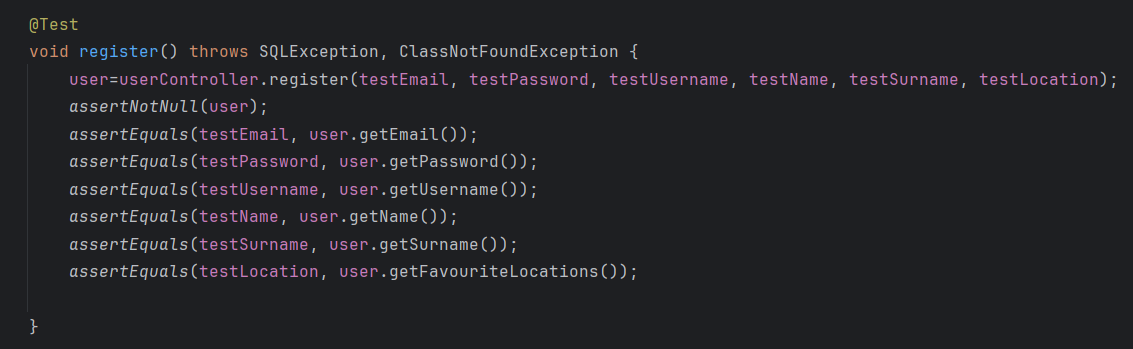 @Test
void register() throws SQLException, ClassNotFoundException {
    user=userController.register(testEmail, testPassword, testUsername, testName, testSurname, testLocation);
    assertNotNull(user);
    assertEquals(testEmail, user.getEmail());
    assertEquals(testPassword, user.getPassword());
    assertEquals(testUsername, user.getUsername());
    assertEquals(testName, user.getName());
    assertEquals(testSurname, user.getSurname());
    assertEquals(testLocation, user.getFavouriteLocations());
}